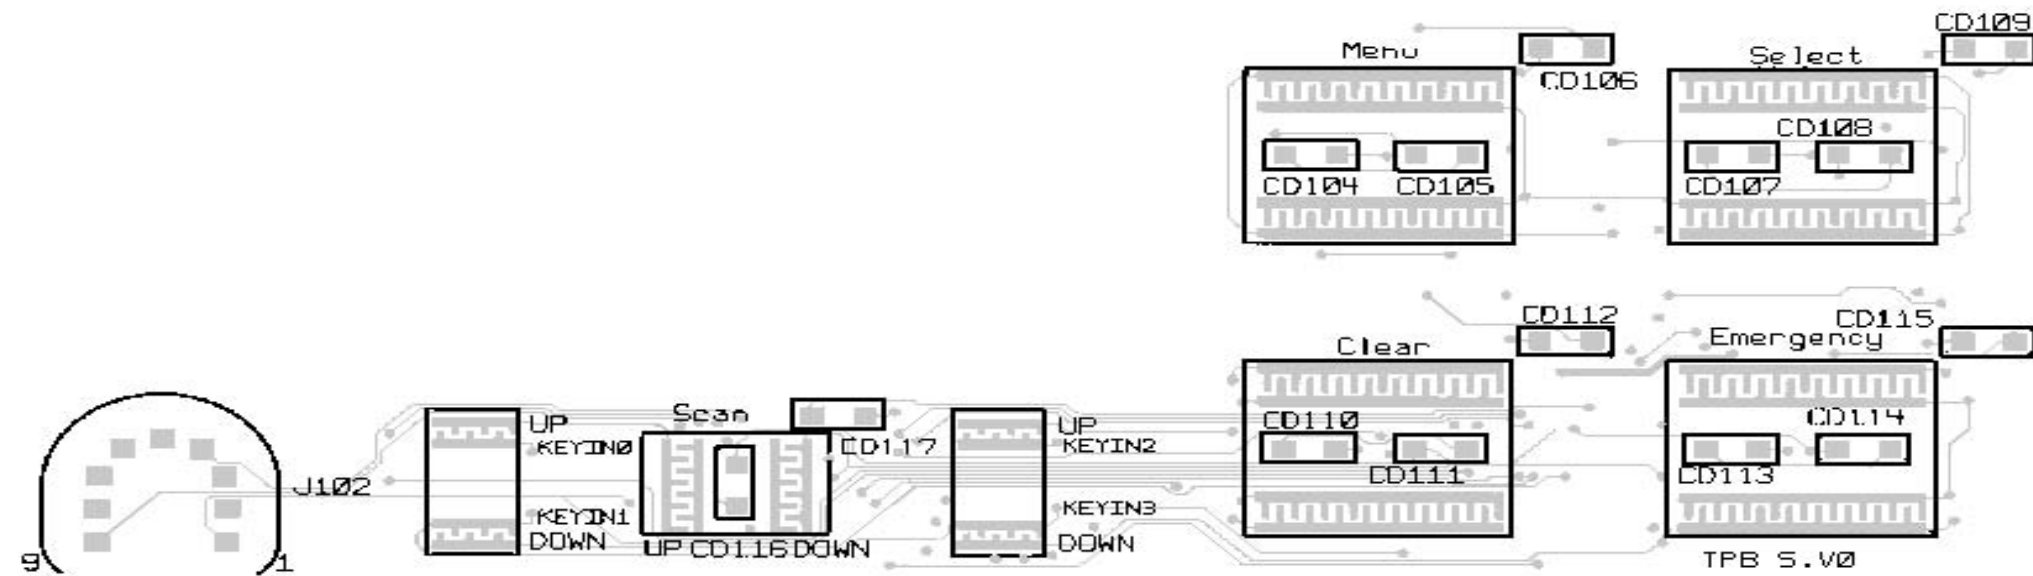 CD109
Menu
Select
CD106
CD108
CD104
CD105
CD107
CD112
CD115
Clear
Emergency
Scan
UP
KEYIN0
CD117
UP
KEYIN2
CD110
CD114
J102
CD111
CD113
KEYIN1
DOWN
KEYIN3
DOWN
UP CD116 DOWN
9
1
TPB S.V0